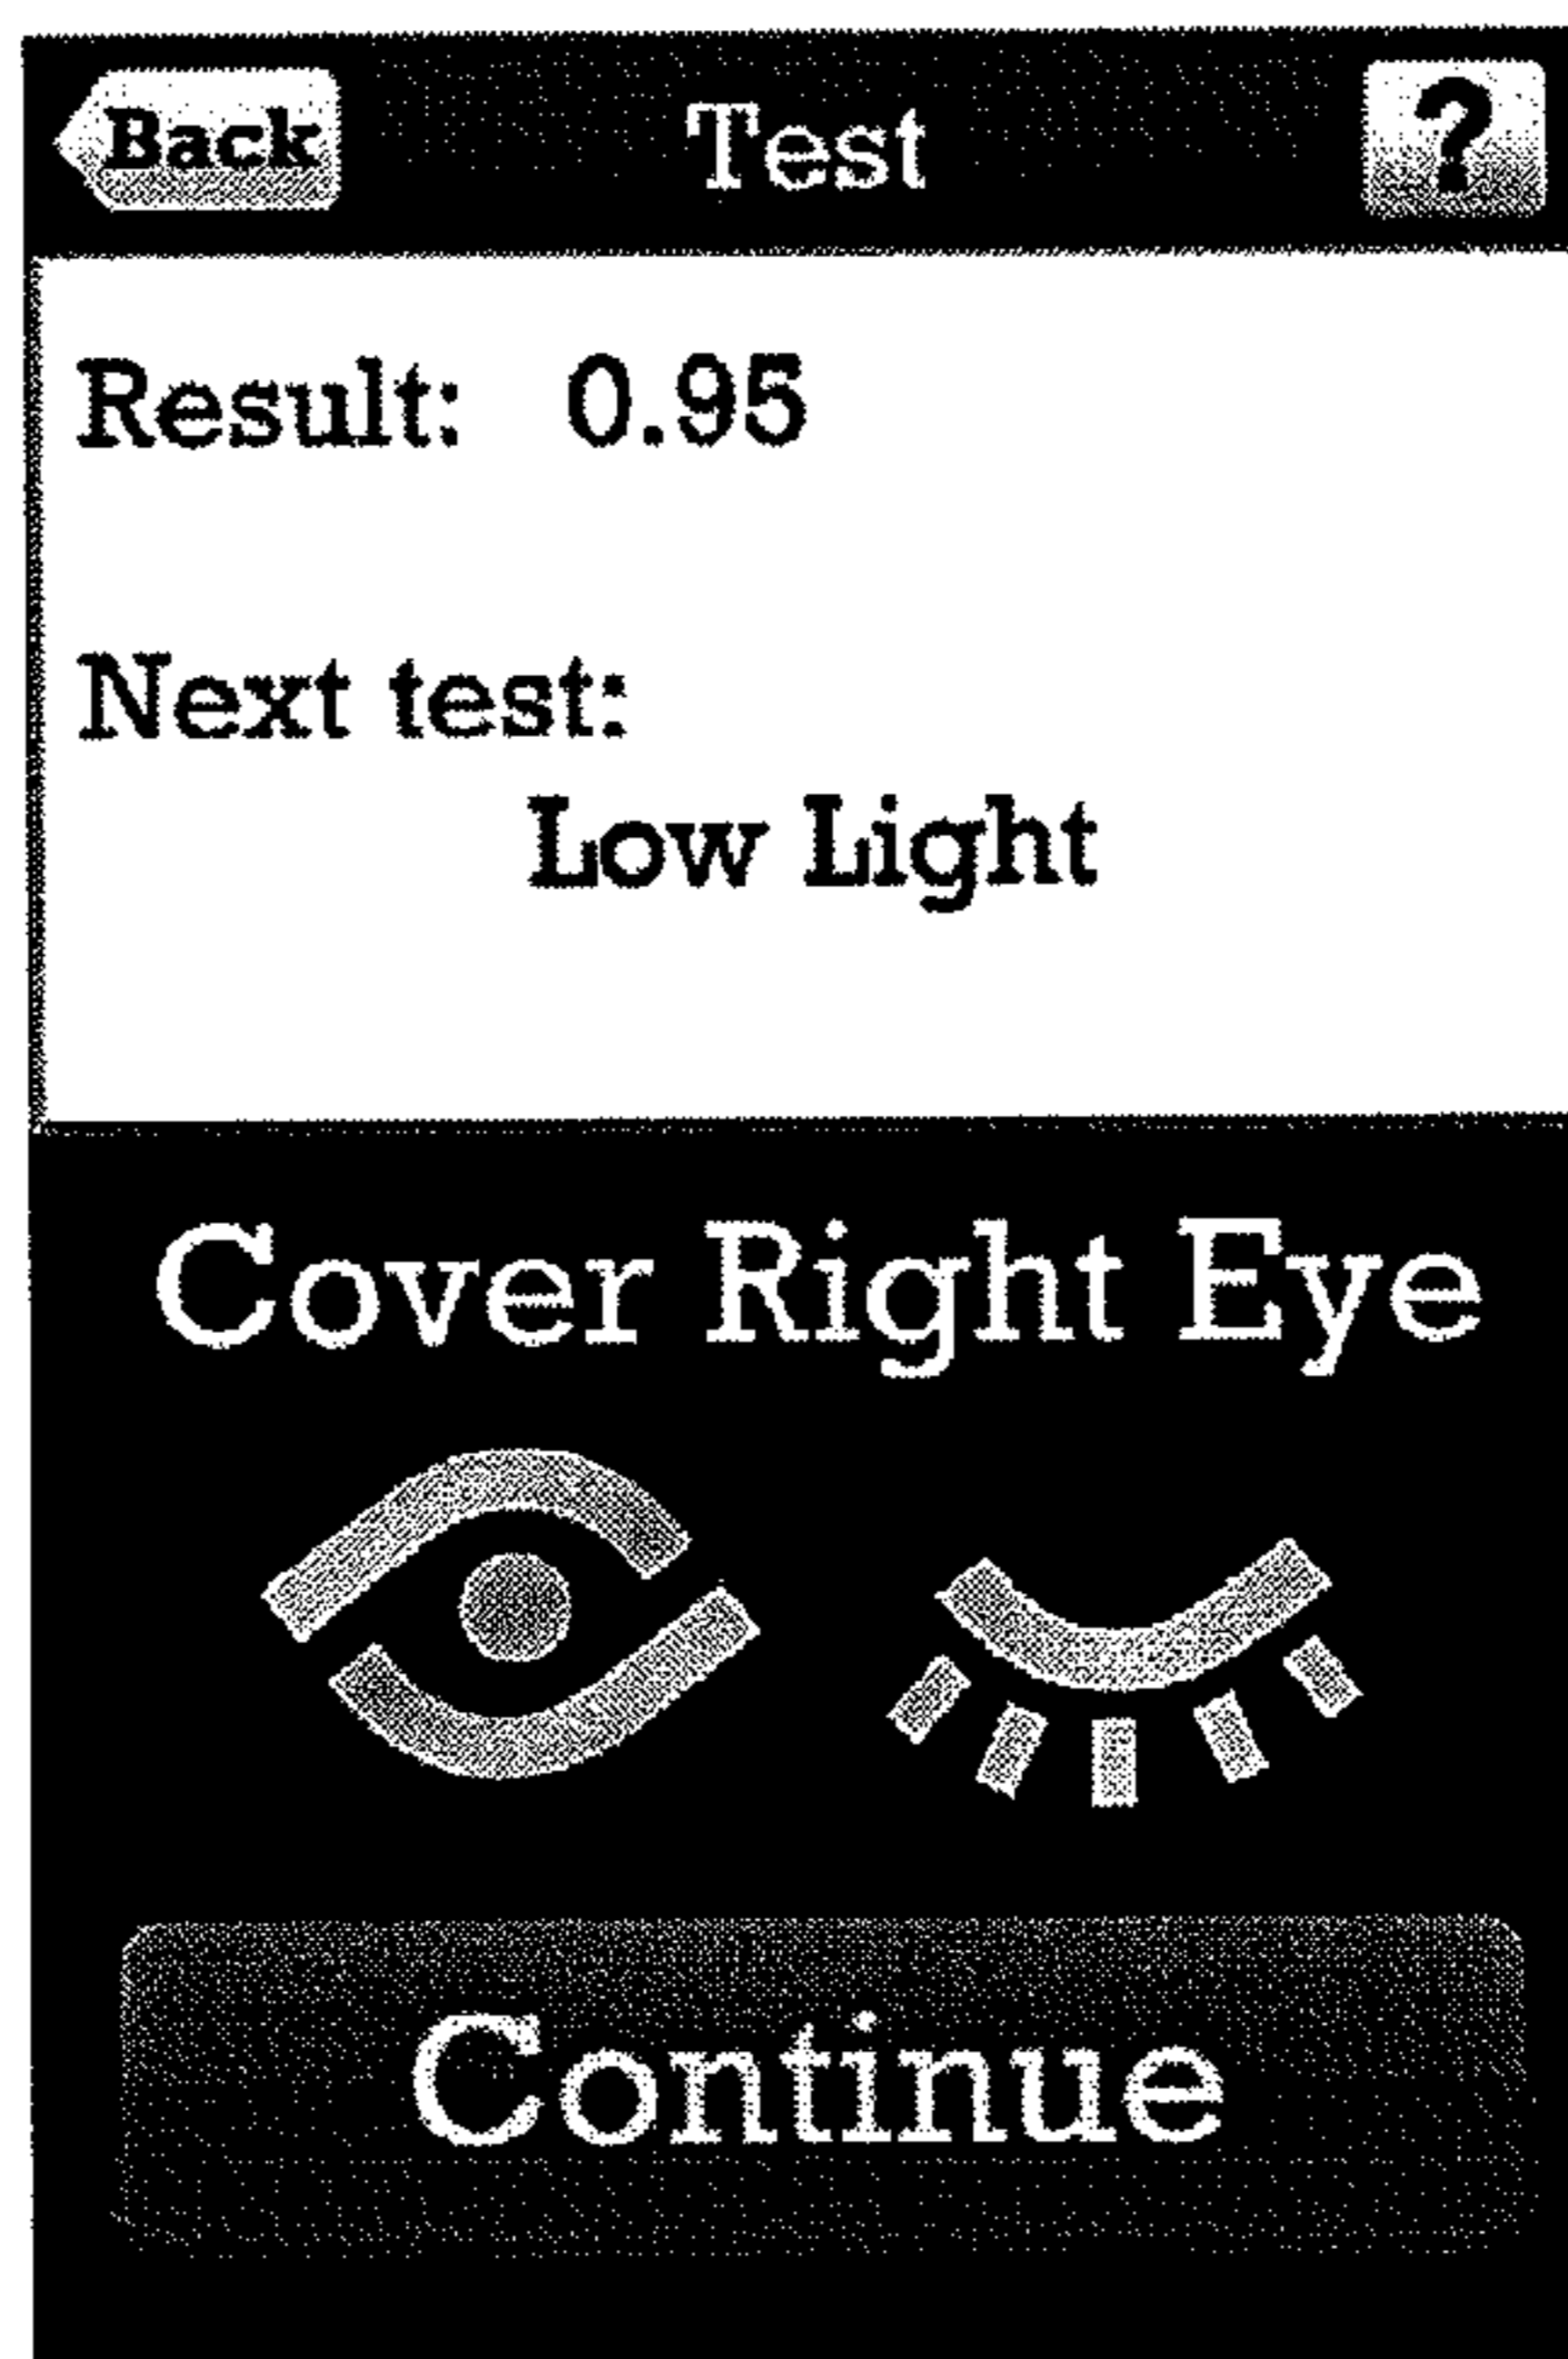 Back Test ?
Result: 0.95
Next test:
Low Light
Cover Right Eye
Continue